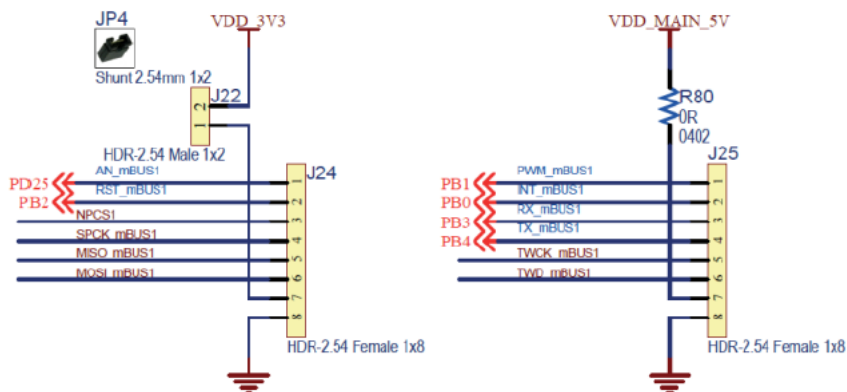 JP4
VDD_3V3
Shunt 2.54mm 1x2
J22
2
1
HDR-2.54 Male 1x2
J24
PD25
AN_mBUS1
1
PB2
RST_mBUS1
2
NPCS1
3
SPCK_mBUS1
4
MISO_mBUS1
5
MOSI_mBUS1
6
7
8
HDR-2.54 Female 1x8
VDD_MAIN_5V
R80
0R
0402
J25
PB1
PWM_mBUS1
1
PB0
INT_mBUS1
2
PB3
RX_mBUS1
3
PB4
TX_mBUS1
4
TWCK_mBUS1
5
TWD_mBUS1
6
7
8
HDR-2.54 Female 1x8